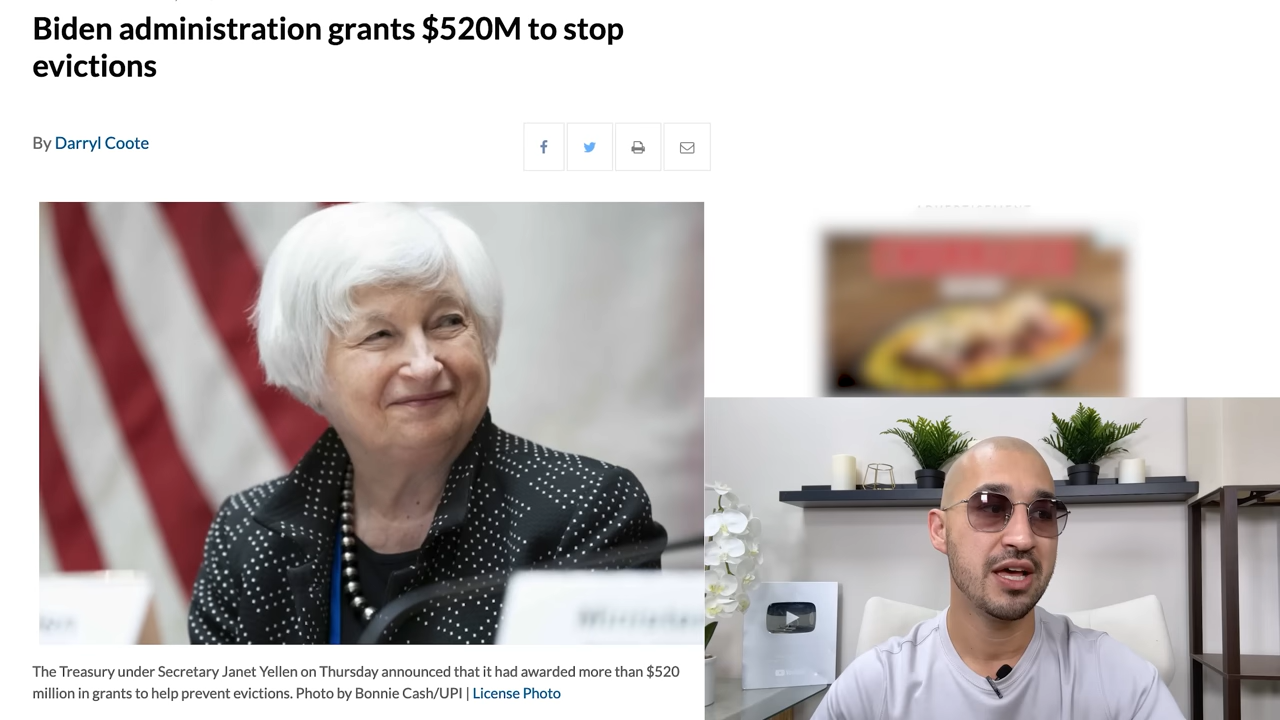 Biden administration grants $520M to stop
evictions
By Darryl Coote
The Treasury under Secretary Janet Yellen on Thursday announced that it had awarded more than $520
million in grants to help prevent evictions. Photo by Bonnie Cash/UPI | License Photo